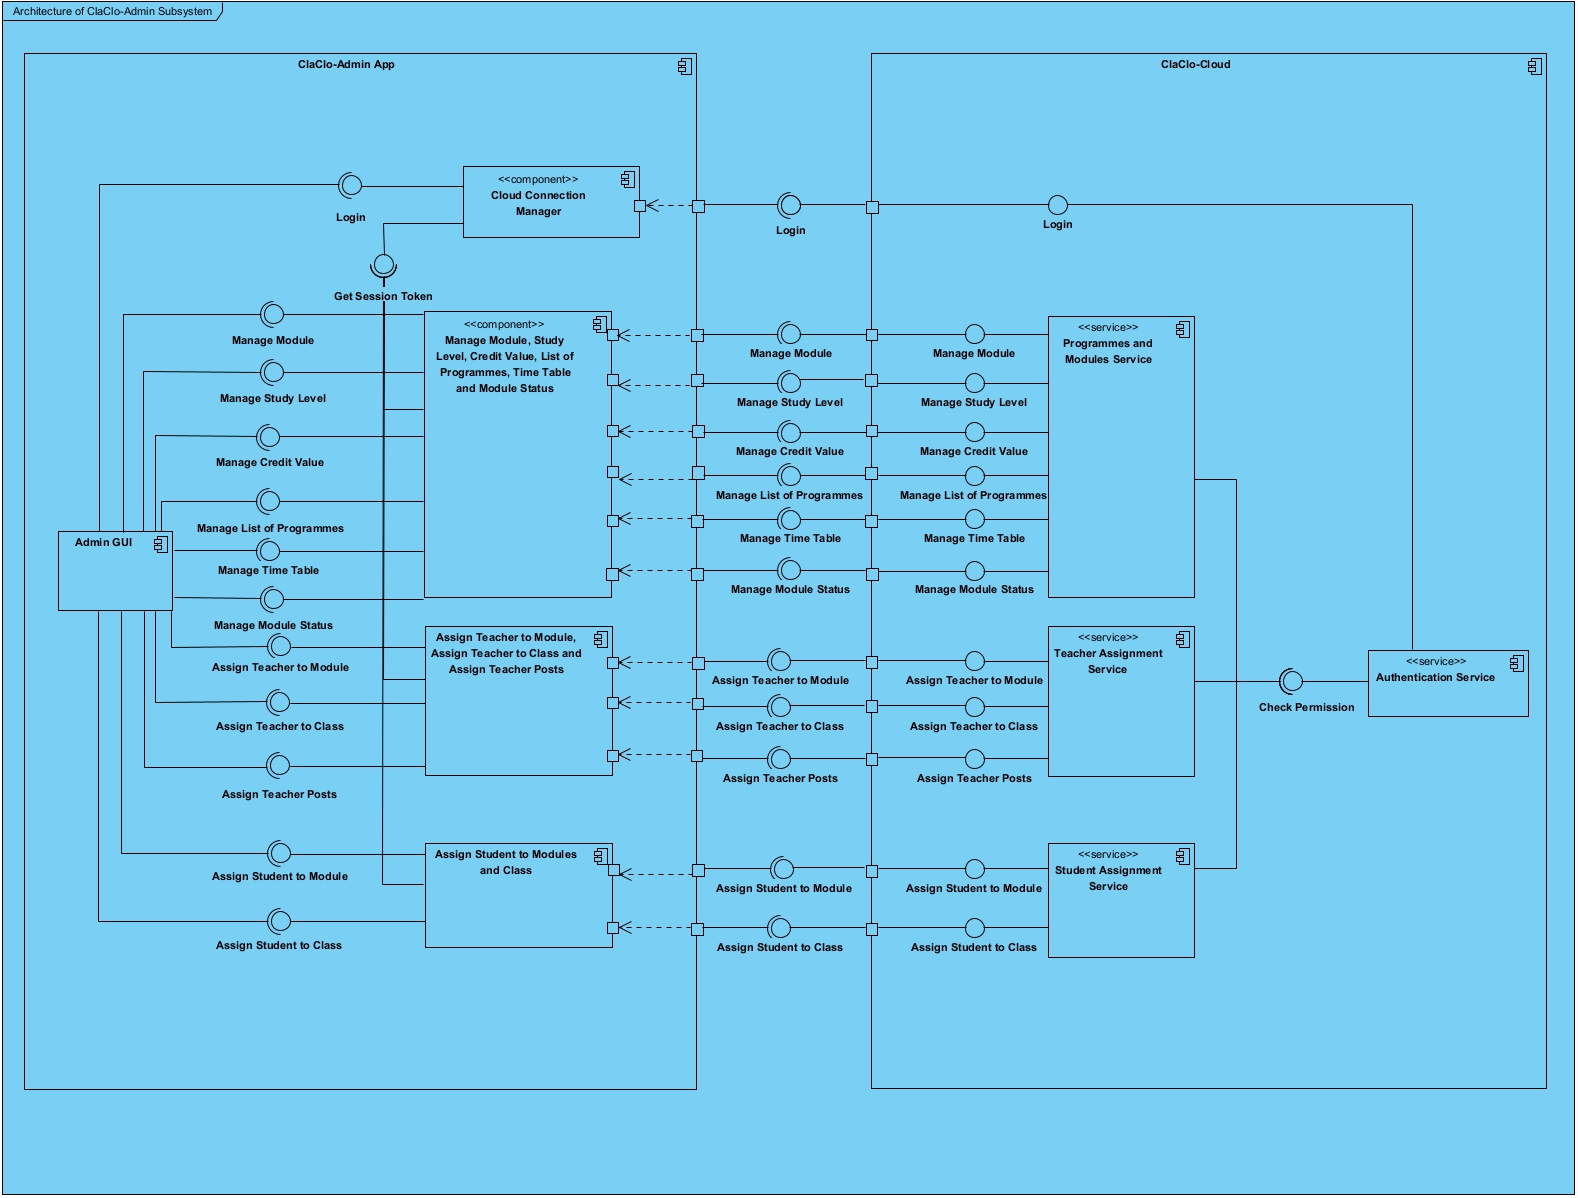 Architecture of ClaClo-Admin Subsystem
ClaClo-Admin App
ClaClo-Cloud
<<component>>
Cloud Connection
Manager
Login
Login
Login
Get Session Token
Manage Module
Manage Study Level
Manage Credit Value
Manage List of Programmes
Manage Time Table
Manage Module Status
Admin GUI
<<component>>
Manage Module, Study
Level, Credit Value, List of
Programmes, Time Table
and Module Status
Manage Module
Manage Study Level
Manage Credit Value
Manage List of Programmes
Manage Time Table
Manage Module Status
Manage Module
Manage Study Level
Manage Credit Value
Manage List of Programmes
Manage Time Table
Manage Module Status
<<service>>
Programmes and
Modules Service
Assign Teacher to Module
Assign Teacher to Class
Assign Teacher Posts
Assign Teacher to Module,
Assign Teacher to Class and
Assign Teacher Posts
Assign Teacher to Module
Assign Teacher to Class
Assign Teacher Posts
Assign Teacher to Module
Assign Teacher to Class
Assign Teacher Posts
<<service>>
Teacher Assignment
Service
Check Permission
<<service>>
Authentication Service
Assign Student to Module
Assign Student to Class
Assign Student to Modules
and Class
Assign Student to Module
Assign Student to Class
Assign Student to Module
Assign Student to Class
<<service>>
Student Assignment
Service